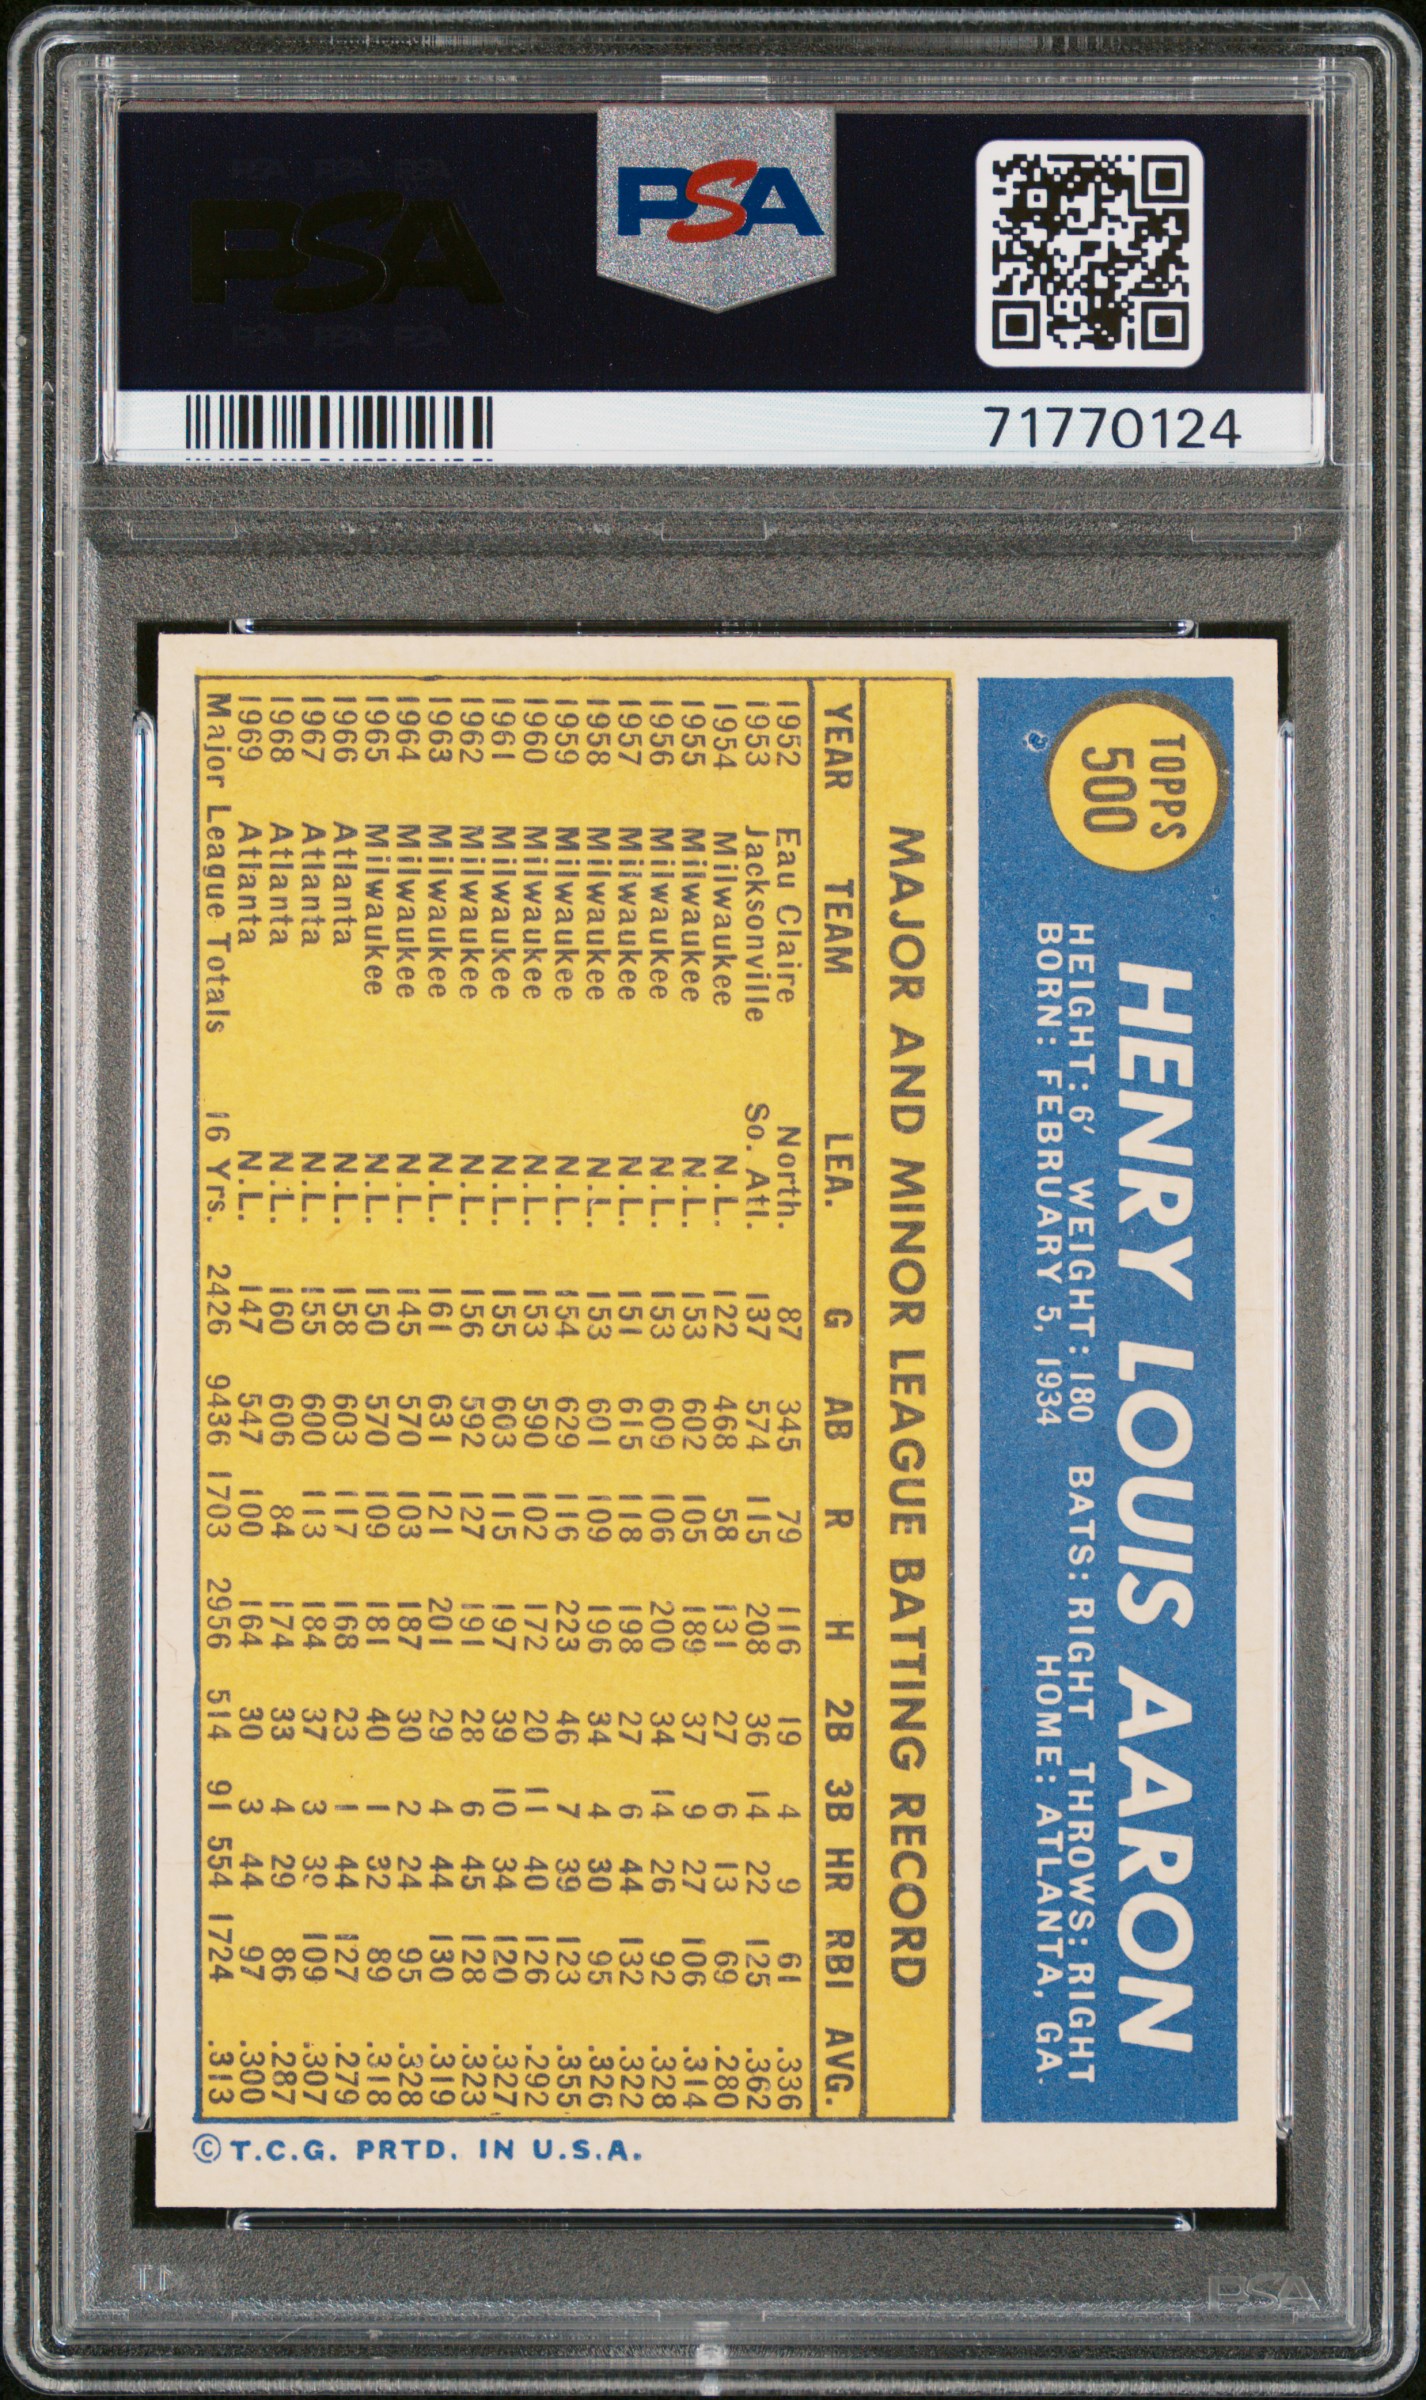 PSA
PSA
71770124
TOPPS
500
HENRY LOUIS AARON
HEIGHT: 6' WEIGHT: 180 BATS: RIGHT THROWS: RIGHT
BORN: FEBRUARY 5, 1934 HOME: ATLANTA, GA.
MAJOR AND MINOR LEAGUE BATTING RECORD
YEAR TEAM LEA. G AB R H 2B 3B HR RBI AVG.
1952 Eau Claire North. 87 345 79 116 19 4 9 61 .336
1953 Jacksonville So. Atl. 137 574 115 208 36 14 22 125 .362
1954 Milwaukee N.L. 122 468 58 131 27 6 13 69 .280
1955 Milwaukee N.L. 153 602 105 189 37 9 27 106 .314
1956 Milwaukee N.L. 153 609 106 200 34 14 26 92 .328
1957 Milwaukee N.L. 151 615 118 198 27 6 44 132 .322
1958 Milwaukee N.L. 153 601 109 196 34 4 30 95 .326
1959 Milwaukee N.L. 154 629 116 223 46 7 39 123 .355
1960 Milwaukee N.L. 153 590 102 172 20 11 40 126 .292
1961 Milwaukee N.L. 155 603 115 197 39 10 34 120 .327
1962 Milwaukee N.L. 156 592 127 191 28 6 45 128 .323
1963 Milwaukee N.L. 161 631 121 201 29 4 44 130 .319
1964 Milwaukee N.L. 145 570 103 187 30 2 24 95 .328
1965 Milwaukee N.L. 150 570 109 181 40 1 32 89 .318
1966 Atlanta N.L. 158 603 117 168 23 1 44 127 .279
1967 Atlanta N.L. 155 600 113 184 37 3 39 109 .307
1968 Atlanta N.L. 160 606 84 174 33 4 29 86 .287
1969 Atlanta N.L. 147 547 100 164 30 3 44 97 .300
Major League Totals 16 Yrs. 2426 9436 1703 2956 514 91 554 1724 .313
© T.C.G. PRTD. IN U.S.A.
PSA